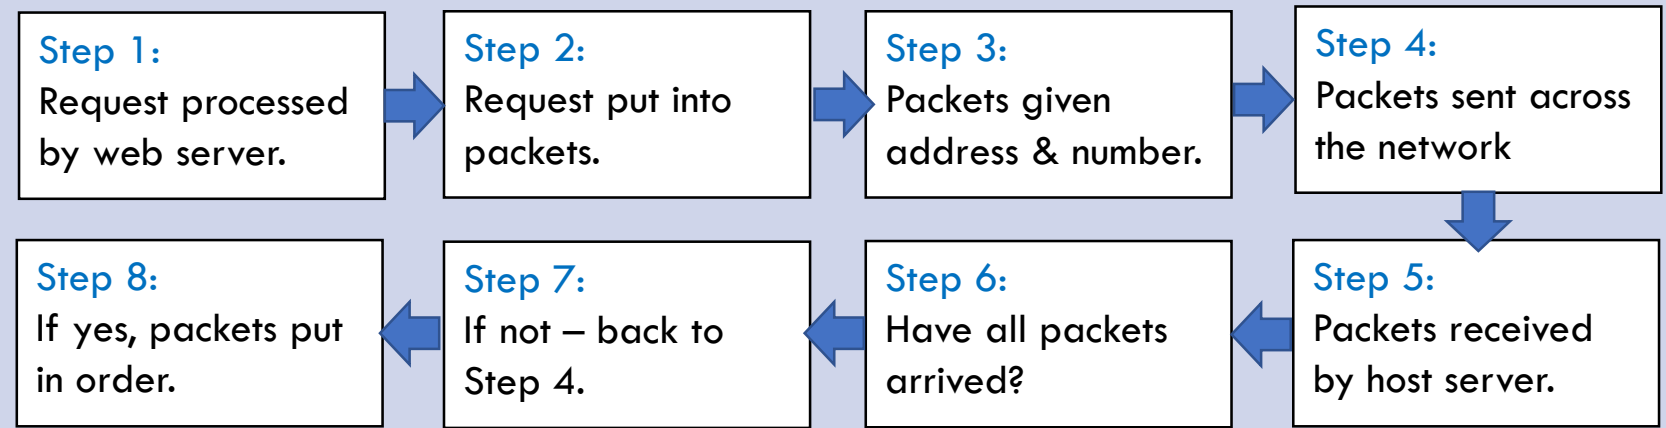 Step 1:
Request processed
by web server.
Step 2:
Request put into
packets.
Step 3:
Packets given
address & number.
Step 4:
Packets sent across
the network
Step 5:
Packets received
by host server.
Step 6:
Have all packets
arrived?
Step 7:
If not – back to
Step 4.
Step 8:
If yes, packets put
in order.